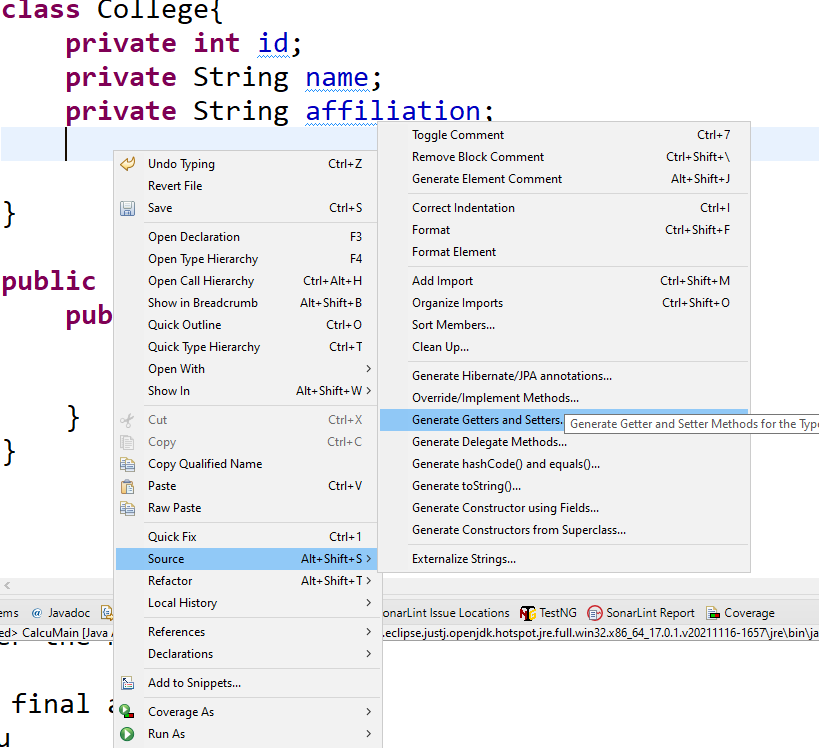 class College{
private int id;
private String name;
private String affiliation;
}
public
pub
}
}
Undo Typing Ctrl+Z
Revert File
Save Ctrl+S
Open Declaration F3
Open Type Hierarchy F4
Open Call Hierarchy Ctrl+Alt+H
Show in Breadcrumb Alt+Shift+B
Quick Outline Ctrl+O
Quick Type Hierarchy Ctrl+T
Open With >
Show In Alt+Shift+W >
Cut Ctrl+X
Copy Ctrl+C
Copy Qualified Name
Paste Ctrl+V
Raw Paste
Quick Fix Ctrl+1
Source Alt+Shift+S >
Refactor Alt+Shift+T >
Local History >
References >
Declarations >
Add to Snippets...
Coverage As >
Run As >
Toggle Comment Ctrl+7
Remove Block Comment Ctrl+Shift+\
Generate Element Comment Alt+Shift+J
Correct Indentation Ctrl+I
Format Ctrl+Shift+F
Format Element
Add Import Ctrl+Shift+M
Organize Imports Ctrl+Shift+O
Sort Members...
Clean Up...
Generate Hibernate/JPA annotations...
Override/Implement Methods...
Generate Getters and Setters.
Generate Getter and Setter Methods for the Type
Generate Delegate Methods...
Generate hashCode() and equals()...
Generate toString()...
Generate Constructor using Fields...
Generate Constructors from Superclass...
Externalize Strings...
ems @ Javadoc onarLint Issue Locations TestNG SonarLint Report Coverage
ed> CalcuMain [Java .eclipse.justj.openjdk.hotspot.jre.full.win32.x86_64_17.0.1.v20211116-1657\jre\bin\ja
final
u